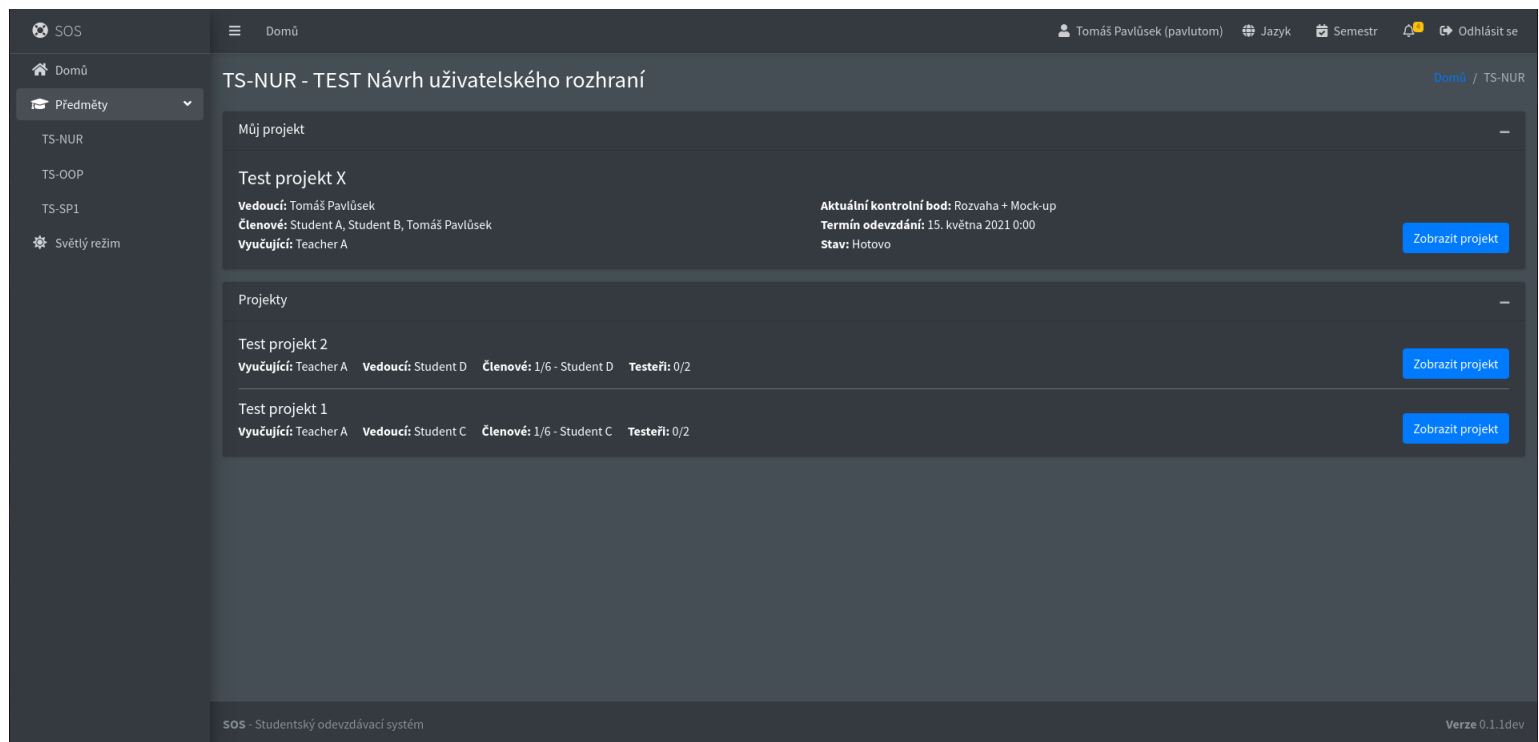 SOS
Domů
Tomáš Pavlůsek (pavlutom)
Jazyk
Semestr
4
Odhlásit se
Domů
Předměty
TS-NUR
TS-OOP
TS-SP1
Světlý režim
TS-NUR - TEST Návrh uživatelského rozhraní
Domů / TS-NUR
Můj projekt
Test projekt X
Vedoucí: Tomáš Pavlůsek
Členové: Student A, Student B, Tomáš Pavlůsek
Vyučující: Teacher A
Aktuální kontrolní bod: Rozvaha + Mock-up
Termín odevzdání: 15. května 2021 0:00
Stav: Hotovo
Zobrazit projekt
Projekty
Test projekt 2
Vyučující: Teacher A Vedoucí: Student D Členové: 1/6 - Student D Testeři: 0/2
Zobrazit projekt
Test projekt 1
Vyučující: Teacher A Vedoucí: Student C Členové: 1/6 - Student C Testeři: 0/2
Zobrazit projekt
SOS - Studentský odevzdávací systém
Verze 0.1.1dev